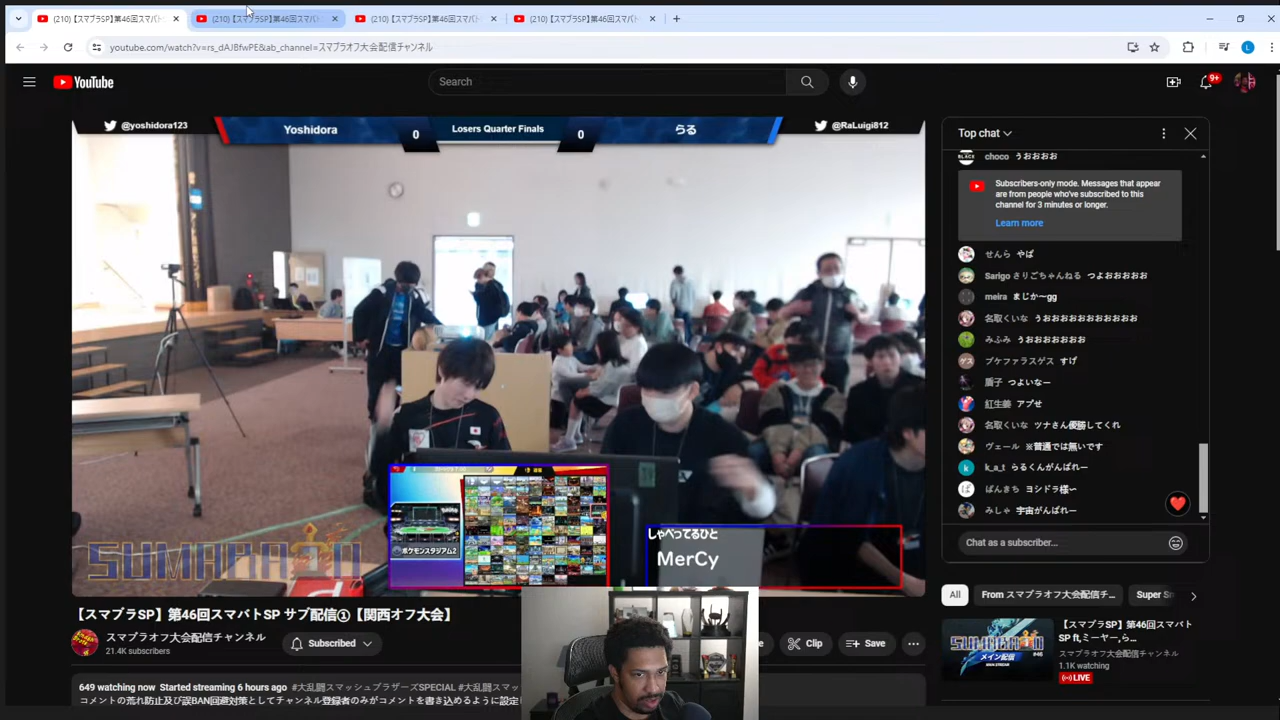 (210) 【スマブラSP】第46回スマバト
(210) 【スマブラSP】第46回スマバト
(210) 【スマブラSP】第46回スマバト
(210) 【スマブラSP】第46回スマバト
youtube.com/watch?v=rs_dAJ8fwPE&ab_channel=スマブラオフ大会配信チャンネル
L
YouTube
Search
9+
@yoshidora123
Yoshidora
0
Losers Quarter Finals
0
らる
@RaLuigi812
ポケモンスタジアム2
しゃべってるひと
MerCy
SUMABATO
【スマブラSP】第46回スマバトSP サブ配信①【関西オフ大会】
スマブラオフ大会配信チャンネル
21.4K subscribers
Subscribed
Clip
Save
649 watching now Started streaming 6 hours ago #大乱闘スマッシュブラザーズSPECIAL
コメントの荒れ防止及び誤BAN回避対策としてチャンネル登録者のみがコメントを書き込めるように設定し
Top chat
choco うおおおお
Subscribers-only mode. Messages that appear
are from people who've subscribed to this
channel for 3 minutes or longer.
Learn more
せんら やば
Sarigo さりごちゃんねる つよおおおおお
meira まじか〜gg
名取くいな うおおおおおおおおおおお
みふみ うおおおおおおお
ブケファラスゲス すげ
盾子 つよいなー
紅生姜 アプセ
名取くいな ツナさん優勝してくれ
ヴェール ※普通では無いです
k_a_t らるくんがんばれー
ばんきち ヨシドラ様〜
みしゃ 宇宙がんばれー
Chat as a subscriber...
All
From スマブラオフ大会配信チ...
Super Sm
【スマブラSP】第46回スマバト
SP ft,ミーヤー,ら...
スマブラオフ大会配信チャンネル
1.1K watching
LIVE
メイン配信
MAIN STREAM